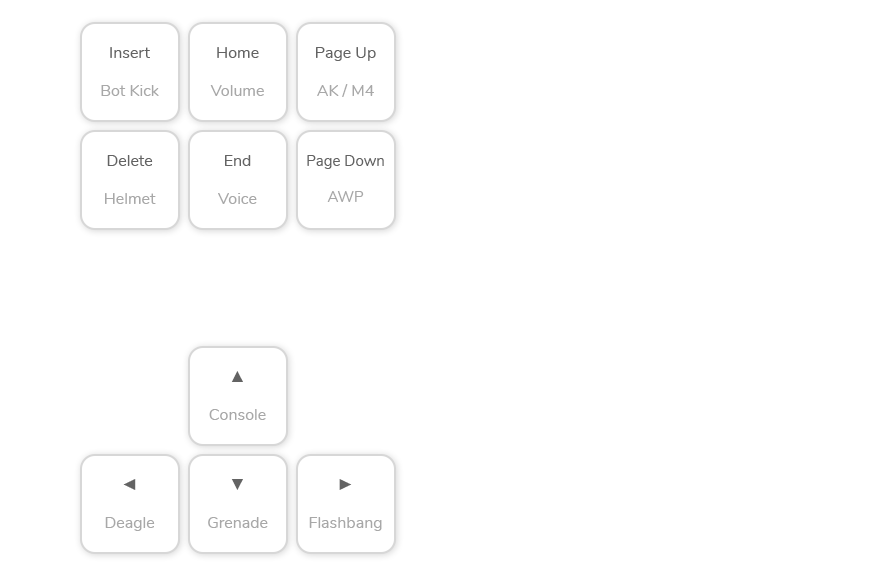 Insert
Bot Kick
Home
Volume
Page Up
AK / M4
Delete
Helmet
End
Voice
Page Down
AWP
▲
Console
◄
Deagle
▼
Grenade
►
Flashbang